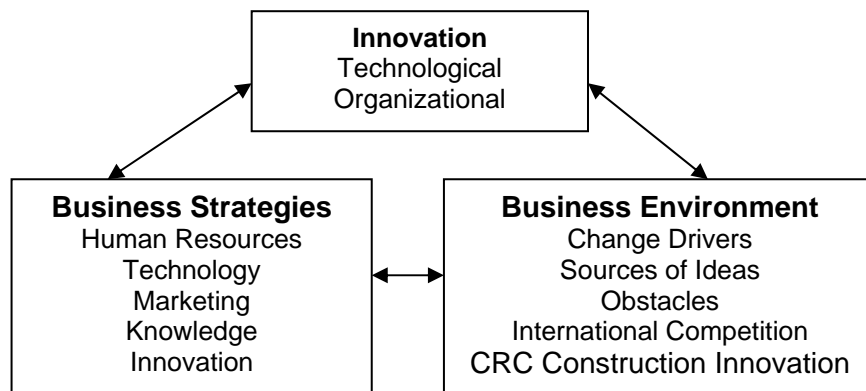 Innovation
Technological
Organizational
Business Strategies
Human Resources
Technology
Marketing
Knowledge
Innovation
Business Environment
Change Drivers
Sources of Ideas
Obstacles
International Competition
CRC Construction Innovation